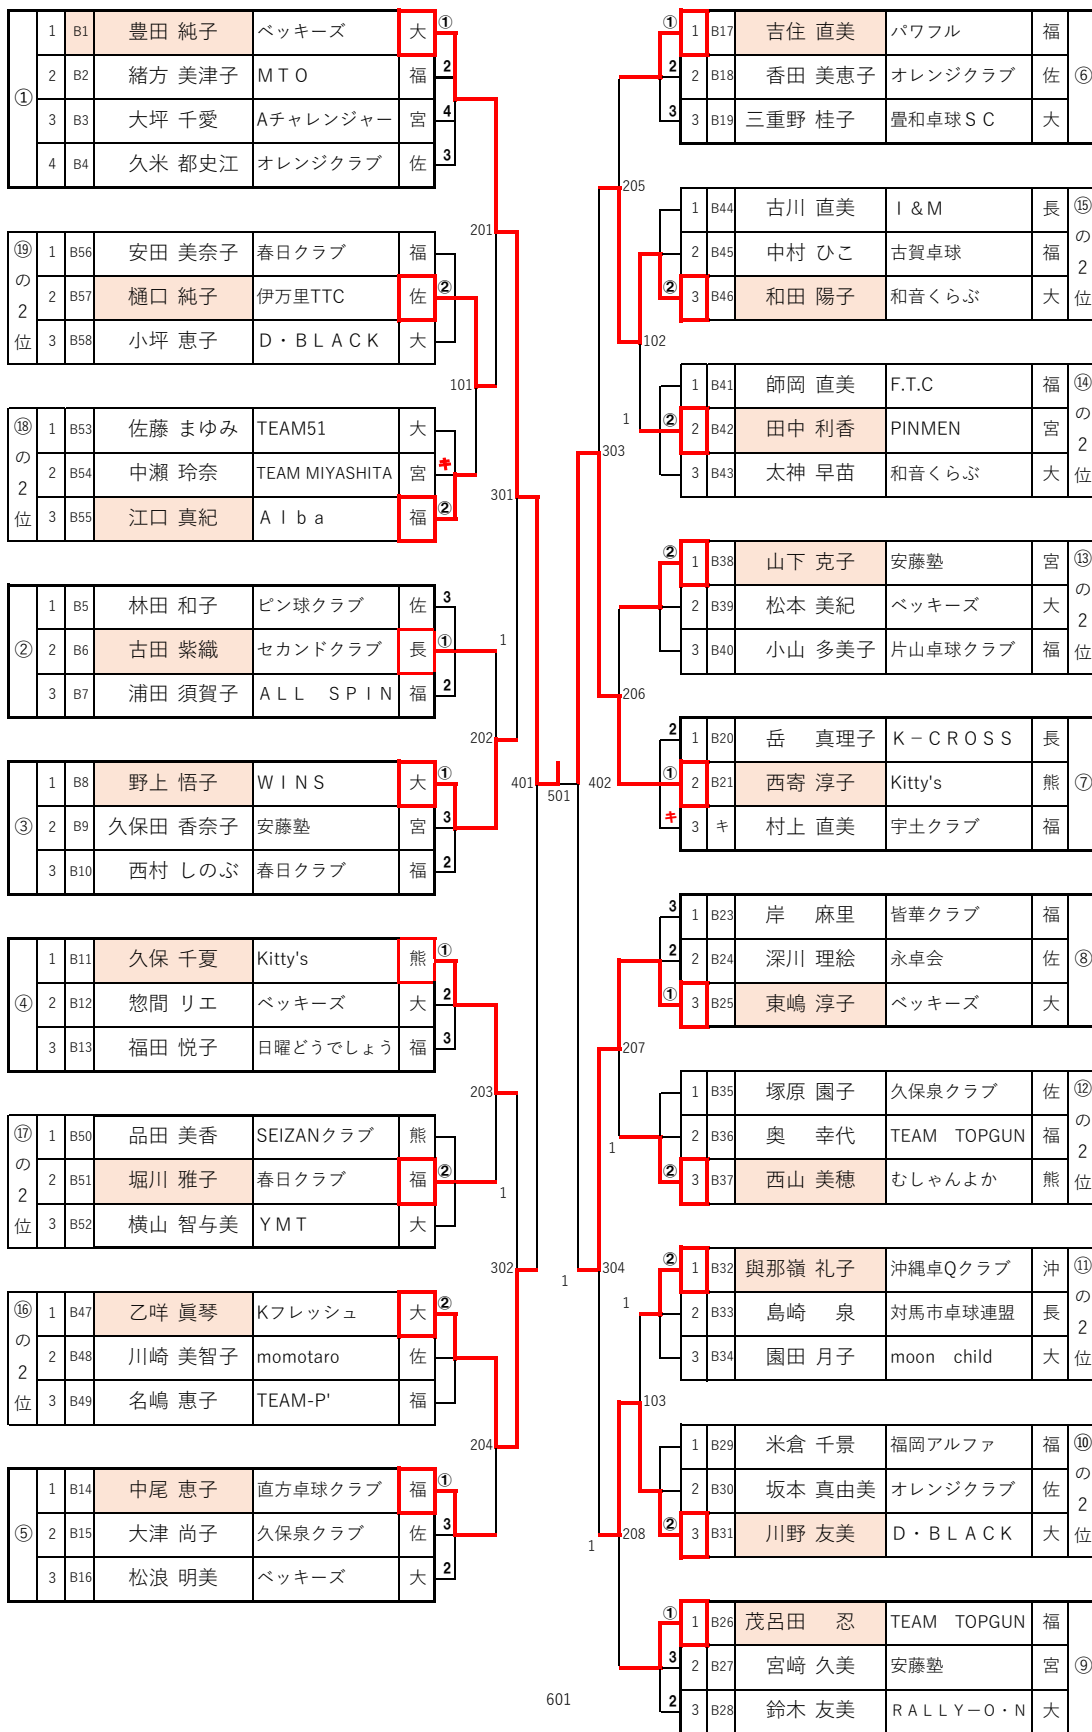 ① 1 B1 豊田 純子 ベッキーズ 大 ①
2 B2 緒方 美津子 MTO 福 2
3 B3 大坪 千愛 Aチャレンジャー 宮 4
4 B4 久米 都史江 オレンジクラブ 佐 3
201
⑲の2位 1 B56 安田 美奈子 春日クラブ 福
2 B57 樋口 純子 伊万里TTC 佐 ②
3 B58 小坪 恵子 D・BLACK 大
101
⑱の2位 1 B53 佐藤 まゆみ TEAM51 大
2 B54 中瀬 玲奈 TEAM MIYASHITA 宮 キ
3 B55 江口 真紀 Alba 福 ②
301
② 1 B5 林田 和子 ピン球クラブ 佐 3
2 B6 古田 紫織 セカンドクラブ 長 ① 1
3 B7 浦田 須賀子 ALL SPIN 福 2
202
③ 1 B8 野上 悟子 WINS 大 ①
2 B9 久保田 香奈子 安藤塾 宮 3
3 B10 西村 しのぶ 春日クラブ 福 2
401
501
④ 1 B11 久保 千夏 Kitty's 熊 ①
2 B12 惣間 リエ ベッキーズ 大 2
3 B13 福田 悦子 日曜どうでしょう 福 3
203
⑰の2位 1 B50 品田 美香 SEIZANクラブ 熊
2 B51 堀川 雅子 春日クラブ 福 ② 1
3 B52 横山 智与美 YMT 大
302
1
⑯の2位 1 B47 乙咩 眞琴 Kフレッシュ 大 ②
2 B48 川崎 美智子 momotaro 佐
3 B49 名嶋 惠子 TEAM-P' 福
204
⑤ 1 B14 中尾 恵子 直方卓球クラブ 福 ①
2 B15 大津 尚子 久保泉クラブ 佐 3
3 B16 松浪 明美 ベッキーズ 大 2
601
① 1 B17 吉住 直美 パワフル 福 ⑥
2 2 B18 香田 美恵子 オレンジクラブ 佐
3 3 B19 三重野 桂子 畳和卓球SC 大
205
1 B44 古川 直美 I&M 長 ⑮の2位
2 B45 中村 ひこ 古賀卓球 福
② 3 B46 和田 陽子 和音くらぶ 大
102
1 B41 師岡 直美 F.T.C 福 ⑭の2位
1 ② 2 B42 田中 利香 PINMEN 宮
3 B43 太神 早苗 和音くらぶ 大
303
② 1 B38 山下 克子 安藤塾 宮 ⑬の2位
2 B39 松本 美紀 ベッキーズ 大
3 B40 小山 多美子 片山卓球クラブ 福
206
2 1 B20 岳 真理子 K-CROSS 長
① 2 B21 西寄 淳子 Kitty's 熊 ⑦
キ 3 キ 村上 直美 宇土クラブ 福
402
3 1 B23 岸 麻里 皆華クラブ 福
2 2 B24 深川 理絵 永卓会 佐 ⑧
① 3 B25 東嶋 淳子 ベッキーズ 大
207
1 B35 塚原 園子 久保泉クラブ 佐 ⑫の2位
1 2 B36 奥 幸代 TEAM TOPGUN 福
② 3 B37 西山 美穂 むしゃんよか 熊
304
② 1 B32 與那嶺 礼子 沖縄卓Qクラブ 沖 ⑪の2位
1 2 B33 島崎 泉 対馬市卓球連盟 長
3 B34 園田 月子 moon child 大
103
1 B29 米倉 千景 福岡アルファ 福 ⑩の2位
2 B30 坂本 真由美 オレンジクラブ 佐
② 3 B31 川野 友美 D・BLACK 大
208
1
① 1 B26 茂呂田 忍 TEAM TOPGUN 福
3 2 B27 宮﨑 久美 安藤塾 宮 ⑨
2 3 B28 鈴木 友美 RALLY-O・N 大